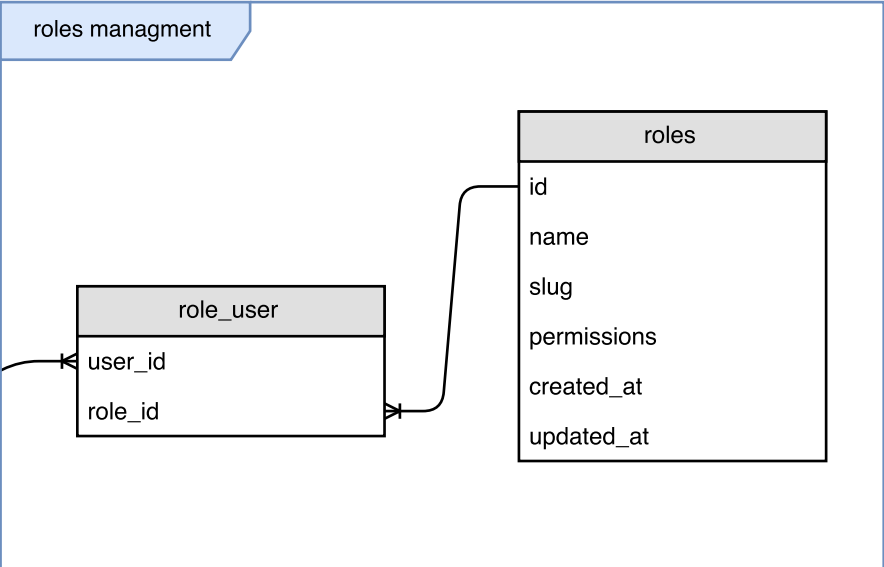 roles managment
roles
id
name
slug
permissions
created_at
updated_at
role_user
user_id
role_id